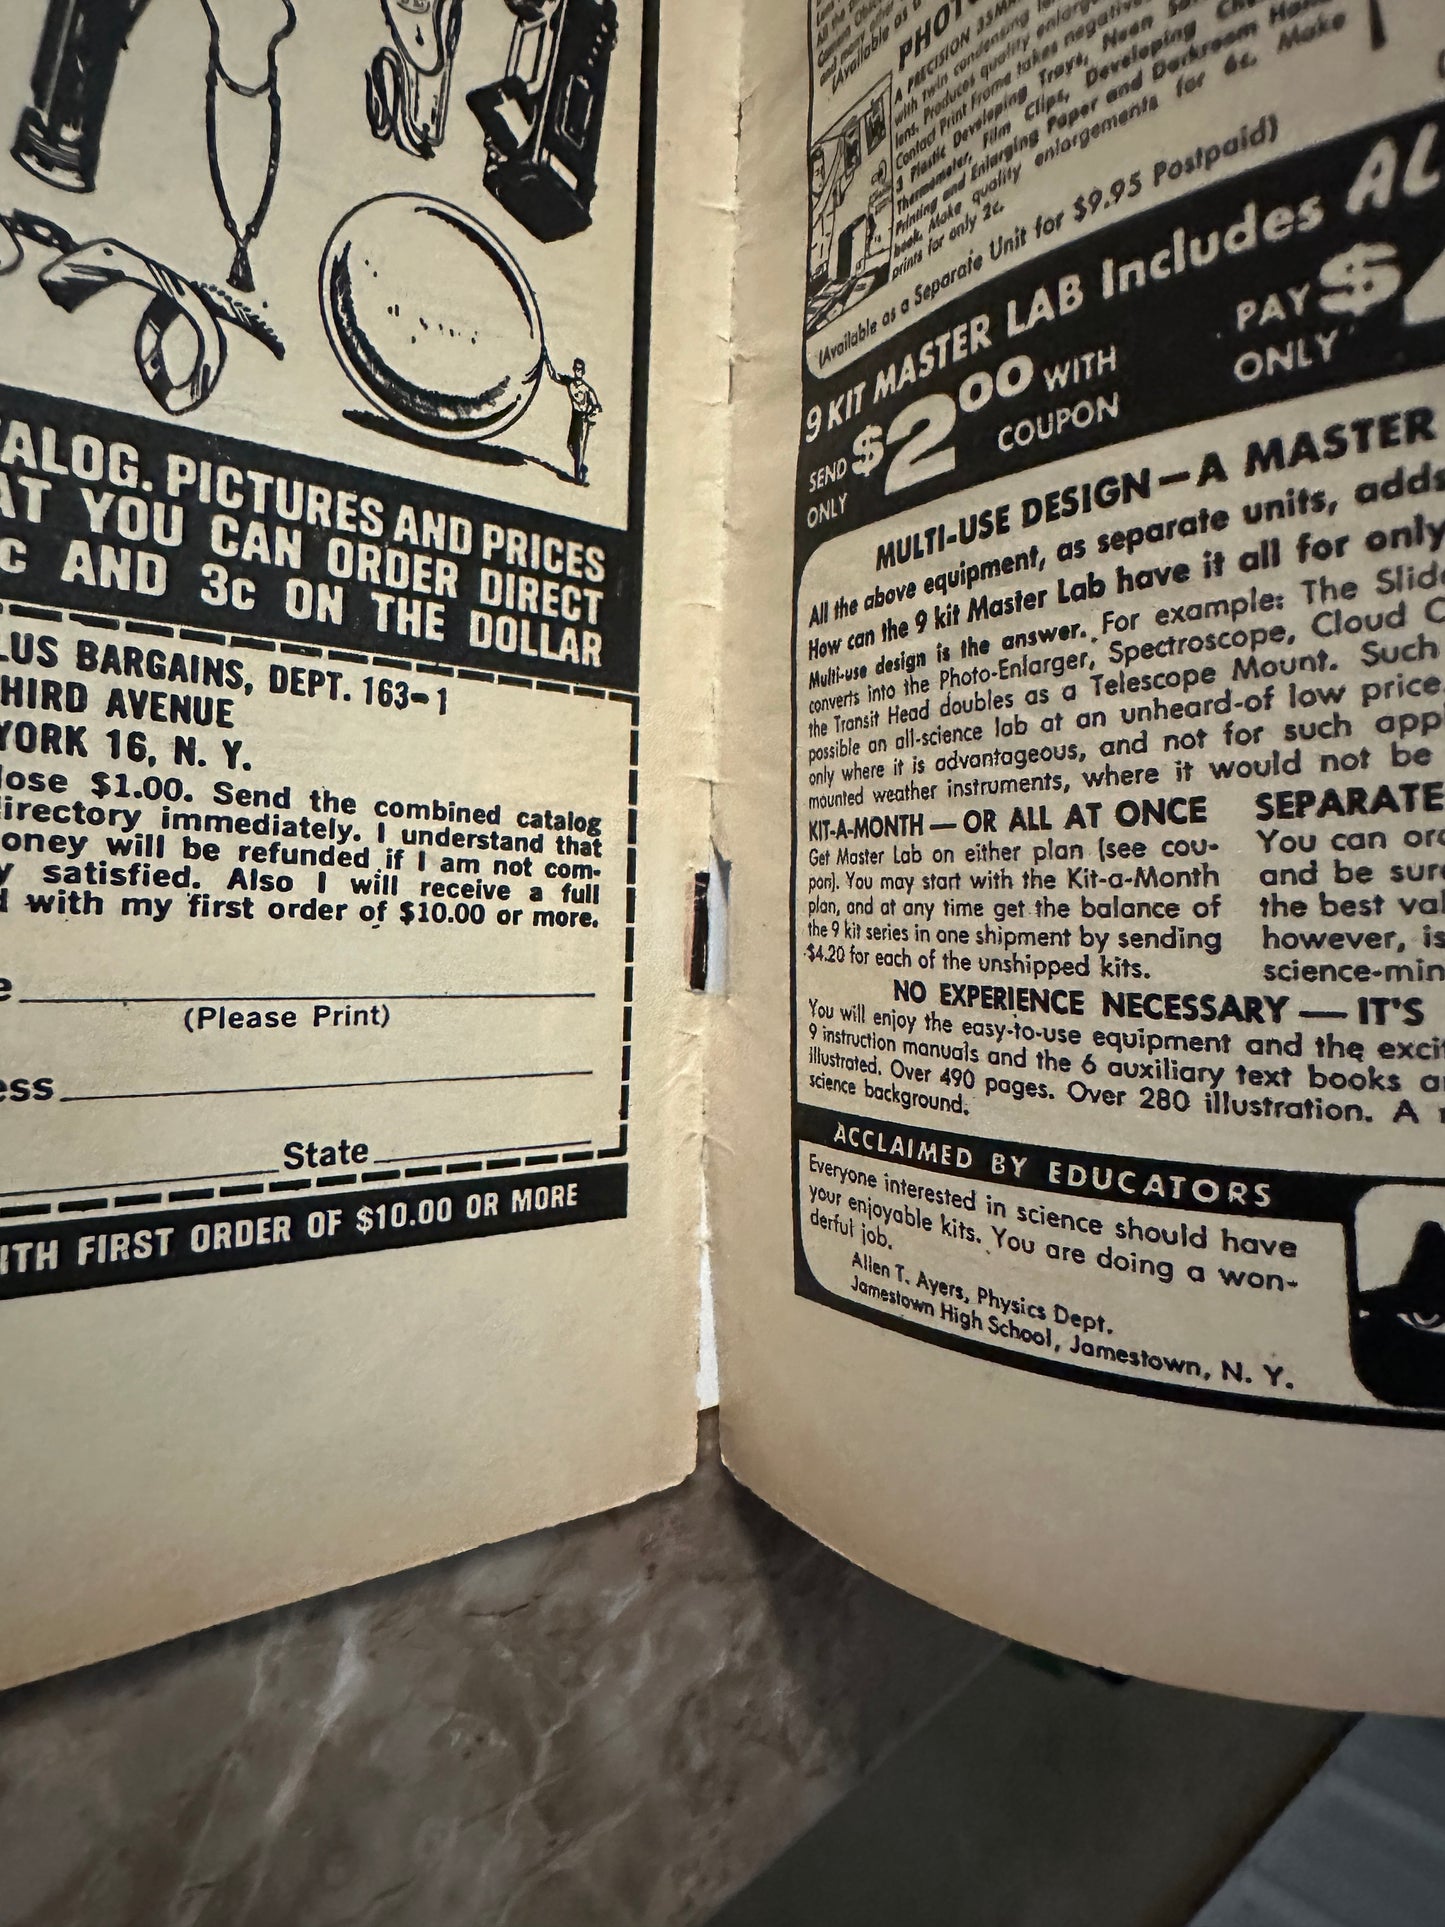 ALOG. PICTURES AND PRICES
AT YOU CAN ORDER DIRECT
C AND 3c ON THE DOLLAR
LUS BARGAINS, DEPT. 163-1
HIRD AVENUE
YORK 16, N. Y.
lose $1.00. Send the combined catalog
directory immediately. I understand that
oney will be refunded if I am not com-
y satisfied. Also I will receive a full
d with my first order of $10.00 or more.
e
(Please Print)
ess
State
ITH FIRST ORDER OF $10.00 OR MORE
(Available as a
PHOTO
A PRECISION 35MM
with twin condensing
lens. Produces quality
Contact Print Frame takes negatives
3 Plastic Developing Trays, Neon
Thermometer, Film Clips, Developing
Printing and Enlarging Paper and Darkroom
book. Make quality enlargements for 6c. Make
prints for only 2c.
(Available as a Separate Unit for $9.95 Postpaid)
9 KIT MASTER LAB Includes AL
SEND ONLY $2.00 WITH COUPON
PAY ONLY $
MULTI-USE DESIGN — A MASTER
All the above equipment, as separate units, adds
How can the 9 kit Master Lab have it all for only
Multi-use design is the answer. For example: The Slide
converts into the Photo-Enlarger, Spectroscope, Cloud C
the Transit Head doubles as a Telescope Mount. Such
possible an all-science lab at an unheard-of low price.
only where it is advantageous, and not for such appl
mounted weather instruments, where it would not be
KIT-A-MONTH — OR ALL AT ONCE
Get Master Lab on either plan (see cou-
pon). You may start with the Kit-a-Month
plan, and at any time get the balance of
the 9 kit series in one shipment by sending
$4.20 for each of the unshipped kits.
SEPARATE
You can ord
and be sure
the best val
however, is
science-min
NO EXPERIENCE NECESSARY — IT'S
You will enjoy the easy-to-use equipment and the excit
9 instruction manuals and the 6 auxiliary text books a
illustrated. Over 490 pages. Over 280 illustration. A
science background.
ACCLAIMED BY EDUCATORS
Everyone interested in science should have
your enjoyable kits. You are doing a won-
derful job.
Allen T. Ayers, Physics Dept.
Jamestown High School, Jamestown, N. Y.